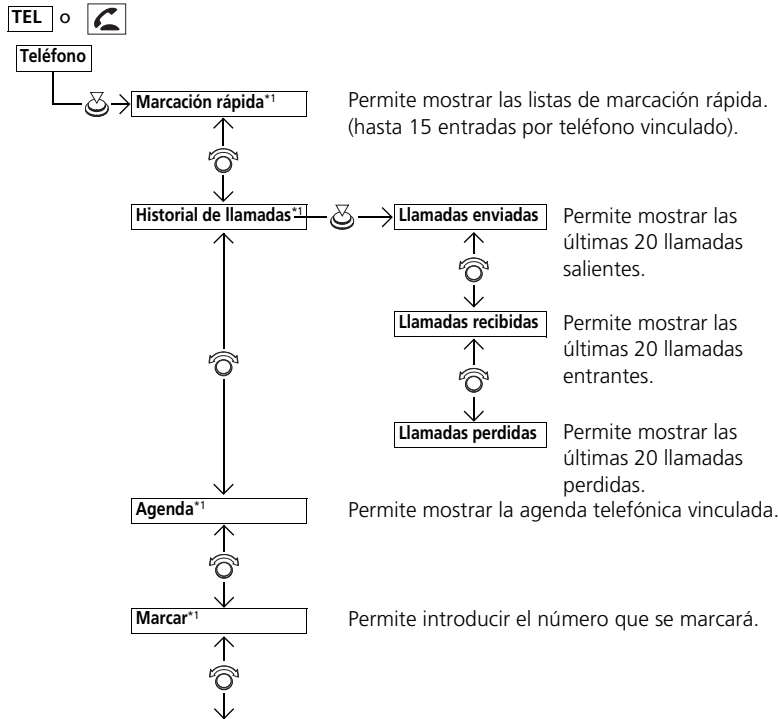 TEL o
Teléfono
Marcación rápida*1
Permite mostrar las listas de marcación rápida.
(hasta 15 entradas por teléfono vinculado).
Historial de llamadas*1
Llamadas enviadas
Permite mostrar las
últimas 20 llamadas
salientes.
Llamadas recibidas
Permite mostrar las
últimas 20 llamadas
entrantes.
Llamadas perdidas
Permite mostrar las
últimas 20 llamadas
perdidas.
Agenda*1
Permite mostrar la agenda telefónica vinculada.
Marcar*1
Permite introducir el número que se marcará.